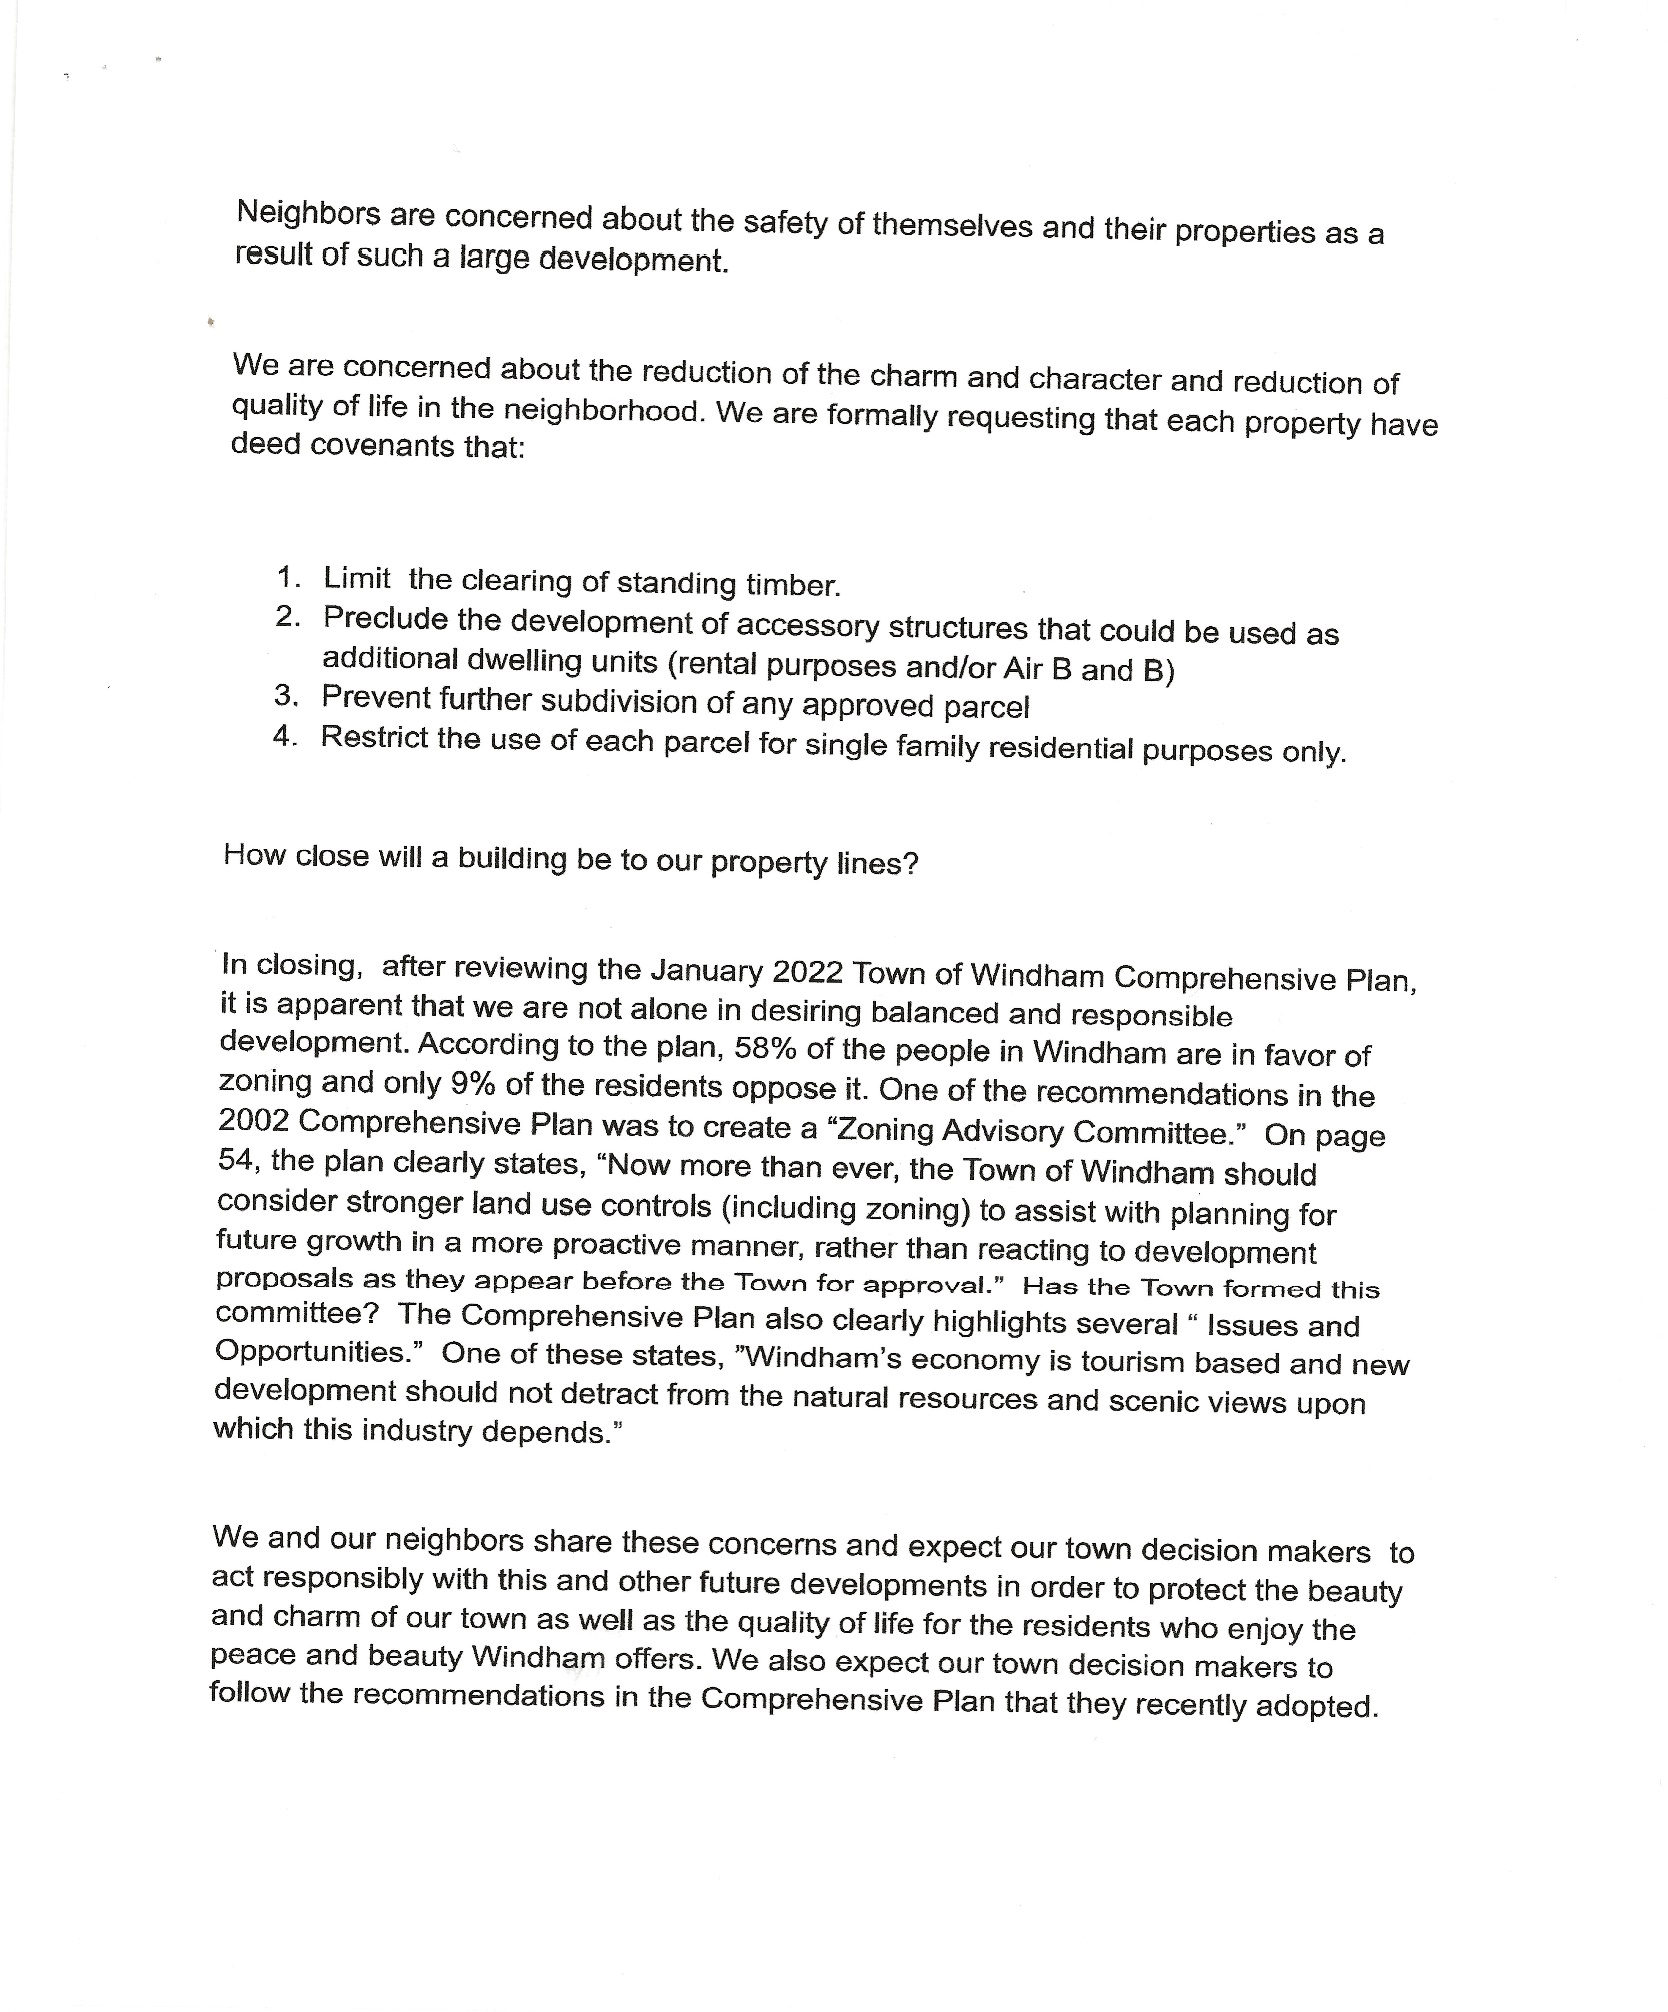 Neighbors are concerned about the safety of themselves and their properties as a
result of such a large development.
We are concerned about the reduction of the charm and character and reduction of
quality of life in the neighborhood. We are formally requesting that each property have
deed covenants that:
1. Limit  the clearing of standing timber.
2. Preclude the development of accessory structures that could be used as
additional dwelling units (rental purposes and/or Air B and B)
3. Prevent further subdivision of any approved parcel
4. Restrict the use of each parcel for single family residential purposes only.
How close will a building be to our property lines?
In closing,  after reviewing the January 2022 Town of Windham Comprehensive Plan,
it is apparent that we are not alone in desiring balanced and responsible
development. According to the plan, 58% of the people in Windham are in favor of
zoning and only 9% of the residents oppose it. One of the recommendations in the
2002 Comprehensive Plan was to create a “Zoning Advisory Committee.”  On page
54, the plan clearly states, “Now more than ever, the Town of Windham should
consider stronger land use controls (including zoning) to assist with planning for
future growth in a more proactive manner, rather than reacting to development
proposals as they appear before the Town for approval.”  Has the Town formed this
committee?  The Comprehensive Plan also clearly highlights several “ Issues and
Opportunities.”  One of these states, ”Windham’s economy is tourism based and new
development should not detract from the natural resources and scenic views upon
which this industry depends.”
We and our neighbors share these concerns and expect our town decision makers  to
act responsibly with this and other future developments in order to protect the beauty
and charm of our town as well as the quality of life for the residents who enjoy the
peace and beauty Windham offers. We also expect our town decision makers to
follow the recommendations in the Comprehensive Plan that they recently adopted.